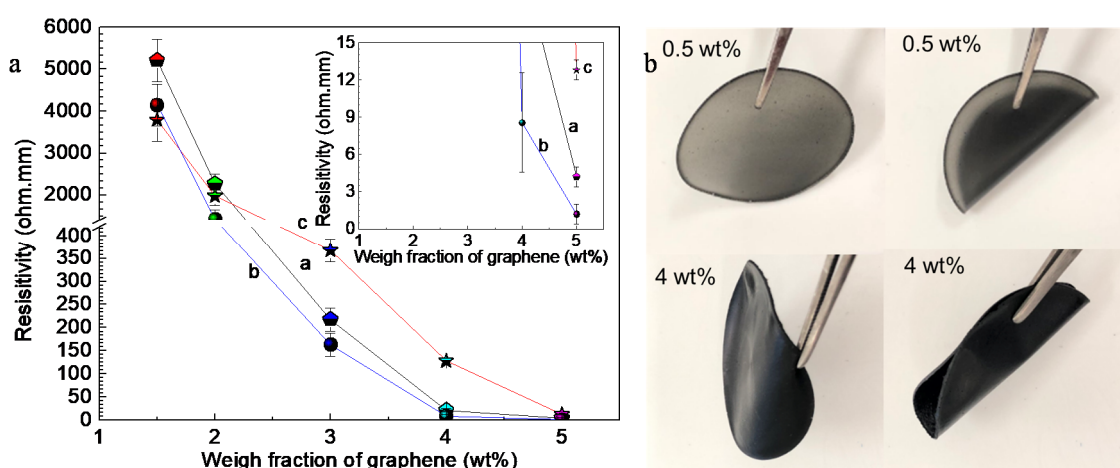 a
6000
5000
4000
3000
2000
400
350
300
250
200
150
100
50
0
Resisitivity (ohm.mm)
1 2 3 4 5
Weigh fraction of graphene (wt%)
c
a
b
15
12
9
6
3
0
Resisitivity (ohm.mm)
1 2 3 4 5
Weigh fraction of graphene (wt%)
c
a
b
b
0.5 wt%
0.5 wt%
4 wt%
4 wt%